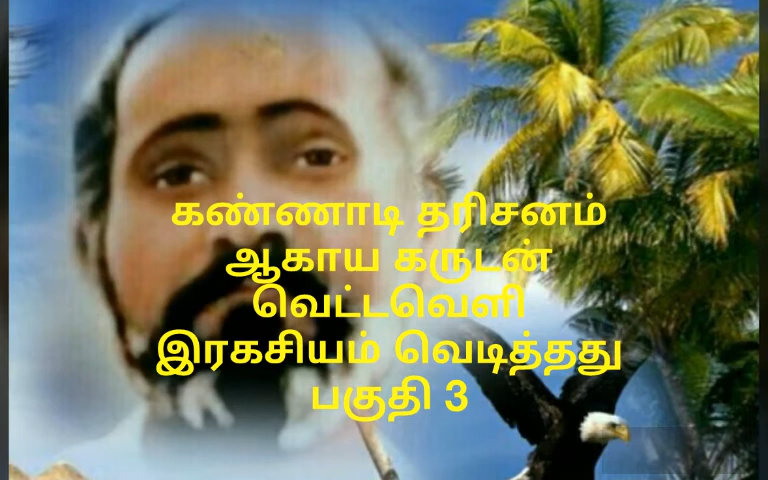 கண்ணாடி தரிசனம்
ஆகாய கருடன்
வெட்டவெளி
இரகசியம் வெடித்தது
பகுதி 3